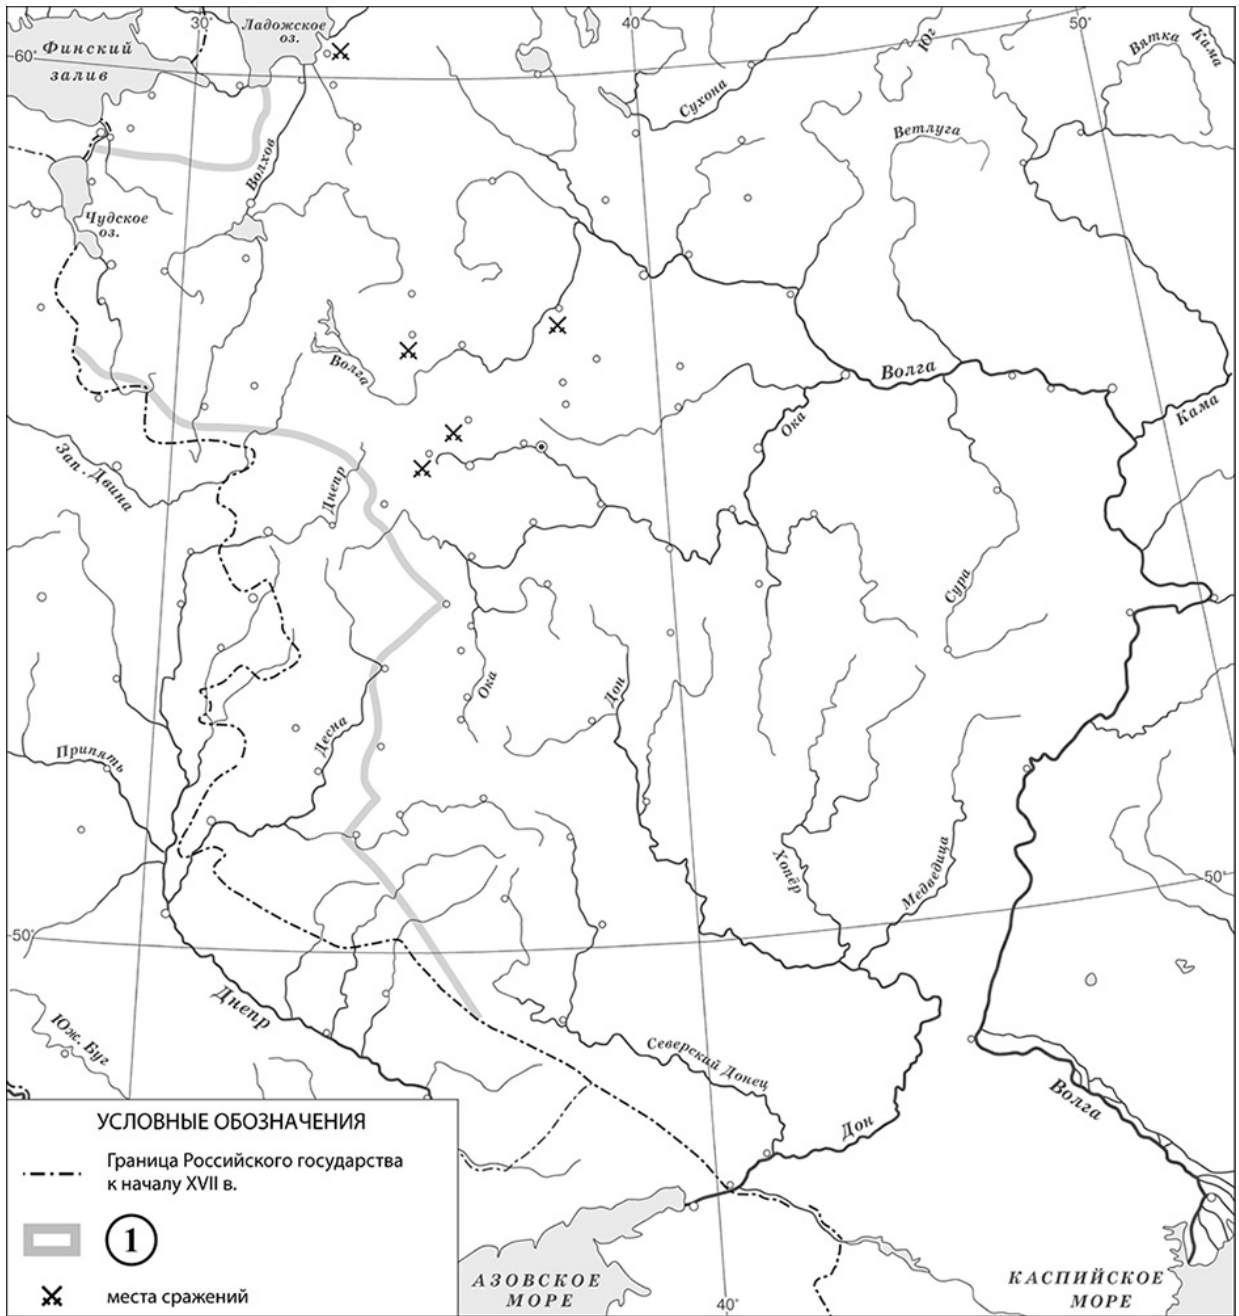 30°
Ладожское
оз.
40°
50°
Финский
залив
60°
Юг
Вятка
Кама
Сухона
Ветлуга
Волхов
Чудское
оз.
Волга
Волга
Кама
Ока
Зап. Двина
Днепр
Сура
Ока
Дон
Десна
Припять
Хопёр
Медведица
50°
50°
Днепр
Юж. Буг
Северский Донец
Волга
Дон
УСЛОВНЫЕ ОБОЗНАЧЕНИЯ
Граница Российского государства
к началу XVII в.
1
места сражений
АЗОВСКОЕ
МОРЕ
КАСПИЙСКОЕ
МОРЕ
40°